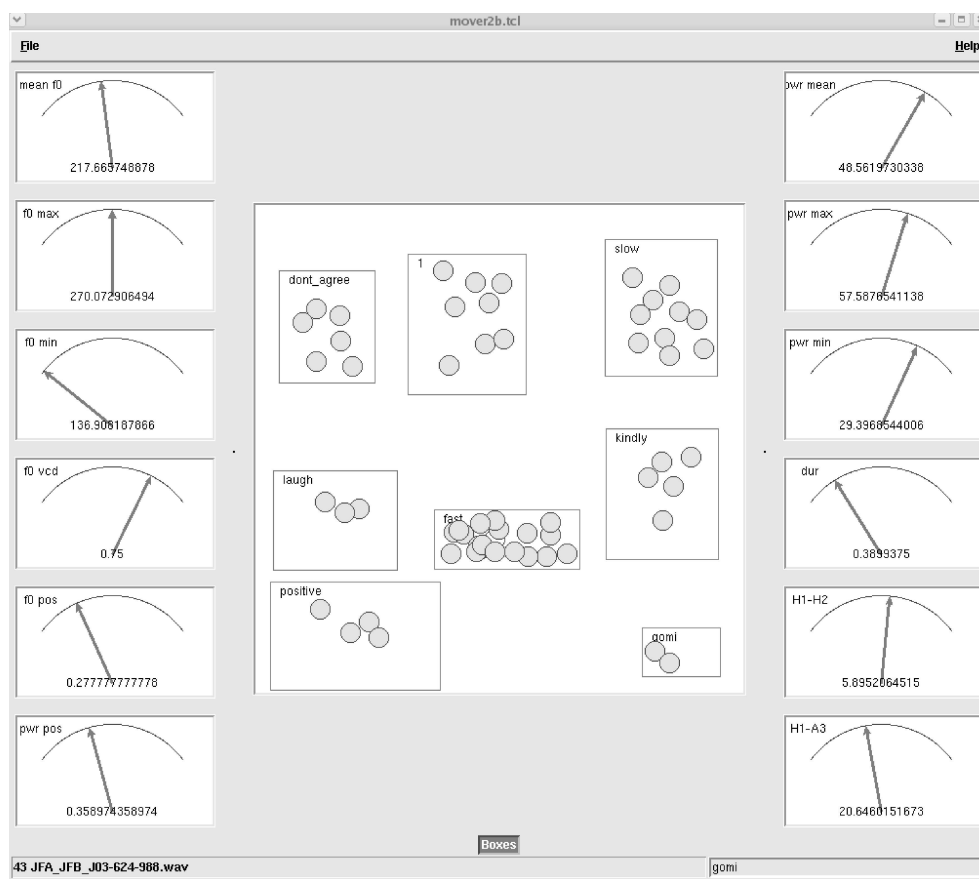 mover2b.tcl
File
Help
mean f0
217.665748878
f0 max
270.072906494
f0 min
136.906187866
f0 vcd
0.75
f0 pos
0.277777777778
pwr pos
0.358974358974
dont_agree
1
slow
laugh
fast
kindly
positive
gomi
pwr mean
48.5619730338
pwr max
57.5876541138
pwr min
29.3968544006
dur
0.3899375
H1-H2
5.8952064515
H1-A3
20.6460151673
Boxes
43 JFA_JFB_J03-624-988.wav
gomi